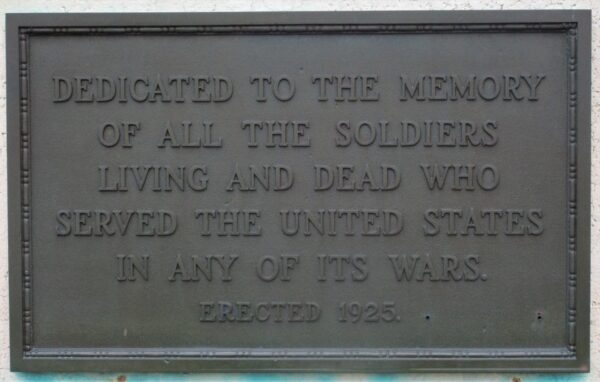 DEDICATED TO THE MEMORY
OF ALL THE SOLDIERS
LIVING AND DEAD WHO
SERVED THE UNITED STATES
IN ANY OF ITS WARS.
ERECTED 1925.